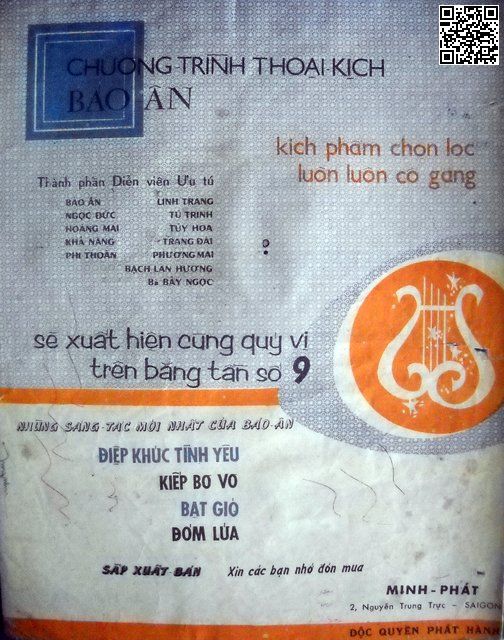 CHƯƠNG TRÌNH THOẠI KỊCH
BẢO ÂN
kịch phẩm chọn lọc
luôn luôn cố gắng
Thành phần Diễn viên Ưu tú
BẢO ÂN LINH TRANG
NGỌC ĐỨC TÚ TRINH
HOÀNG MAI TÚY HOA
KHẢ NĂNG TRANG ĐÀI
PHI THOÀN PHƯƠNG MAI
BẠCH LAN HƯƠNG
Bà BẢY NGỌC
sẽ xuất hiện cùng quý vị
trên băng tần số 9
NHỮNG SÁNG TÁC MỚI NHẤT CỦA BẢO ÂN
ĐIỆP KHÚC TÌNH YÊU
KIẾP BƠ VƠ
BẠT GIÓ
ĐỐM LỬA
SẮP XUẤT BẢN Xin các bạn nhớ đón mua
MINH - PHÁT
2, Nguyễn Trung Trực - SAIGON
ĐỘC QUYỀN PHÁT HÀNH